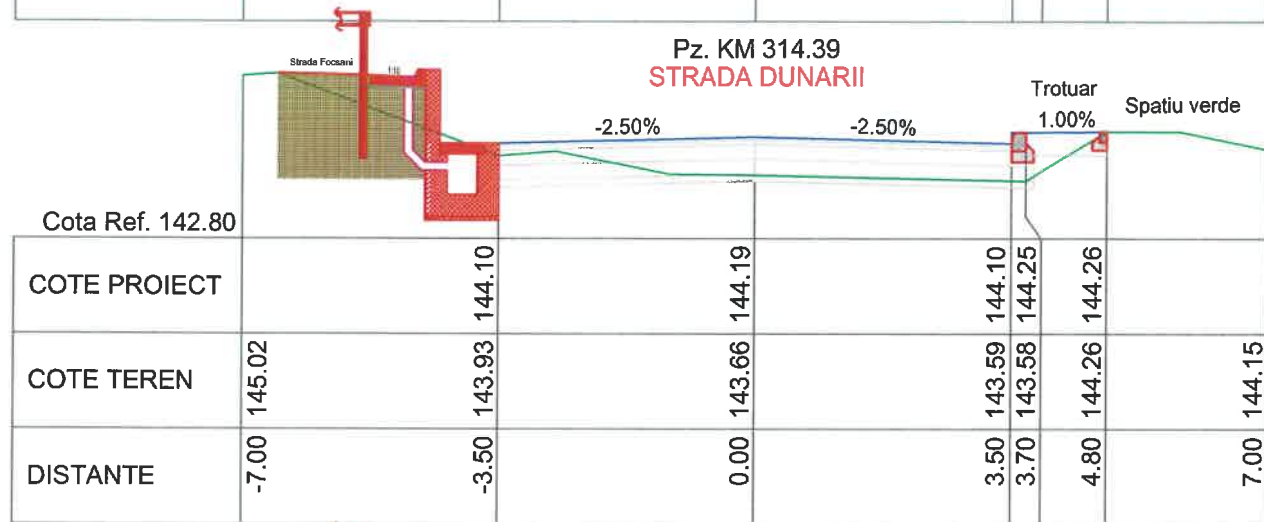 Pz. KM 314.39
STRADA DUNARII
Strada Focsani
Trotuar
Spatiu verde
-2.50%
-2.50%
1.00%
Cota Ref. 142.80
COTE PROIECT 144.10 144.19 144.10 144.25 144.26
COTE TEREN 145.02 143.93 143.66 143.59 143.58 144.26 144.15
DISTANTE -7.00 -3.50 0.00 3.50 3.70 4.80 7.00